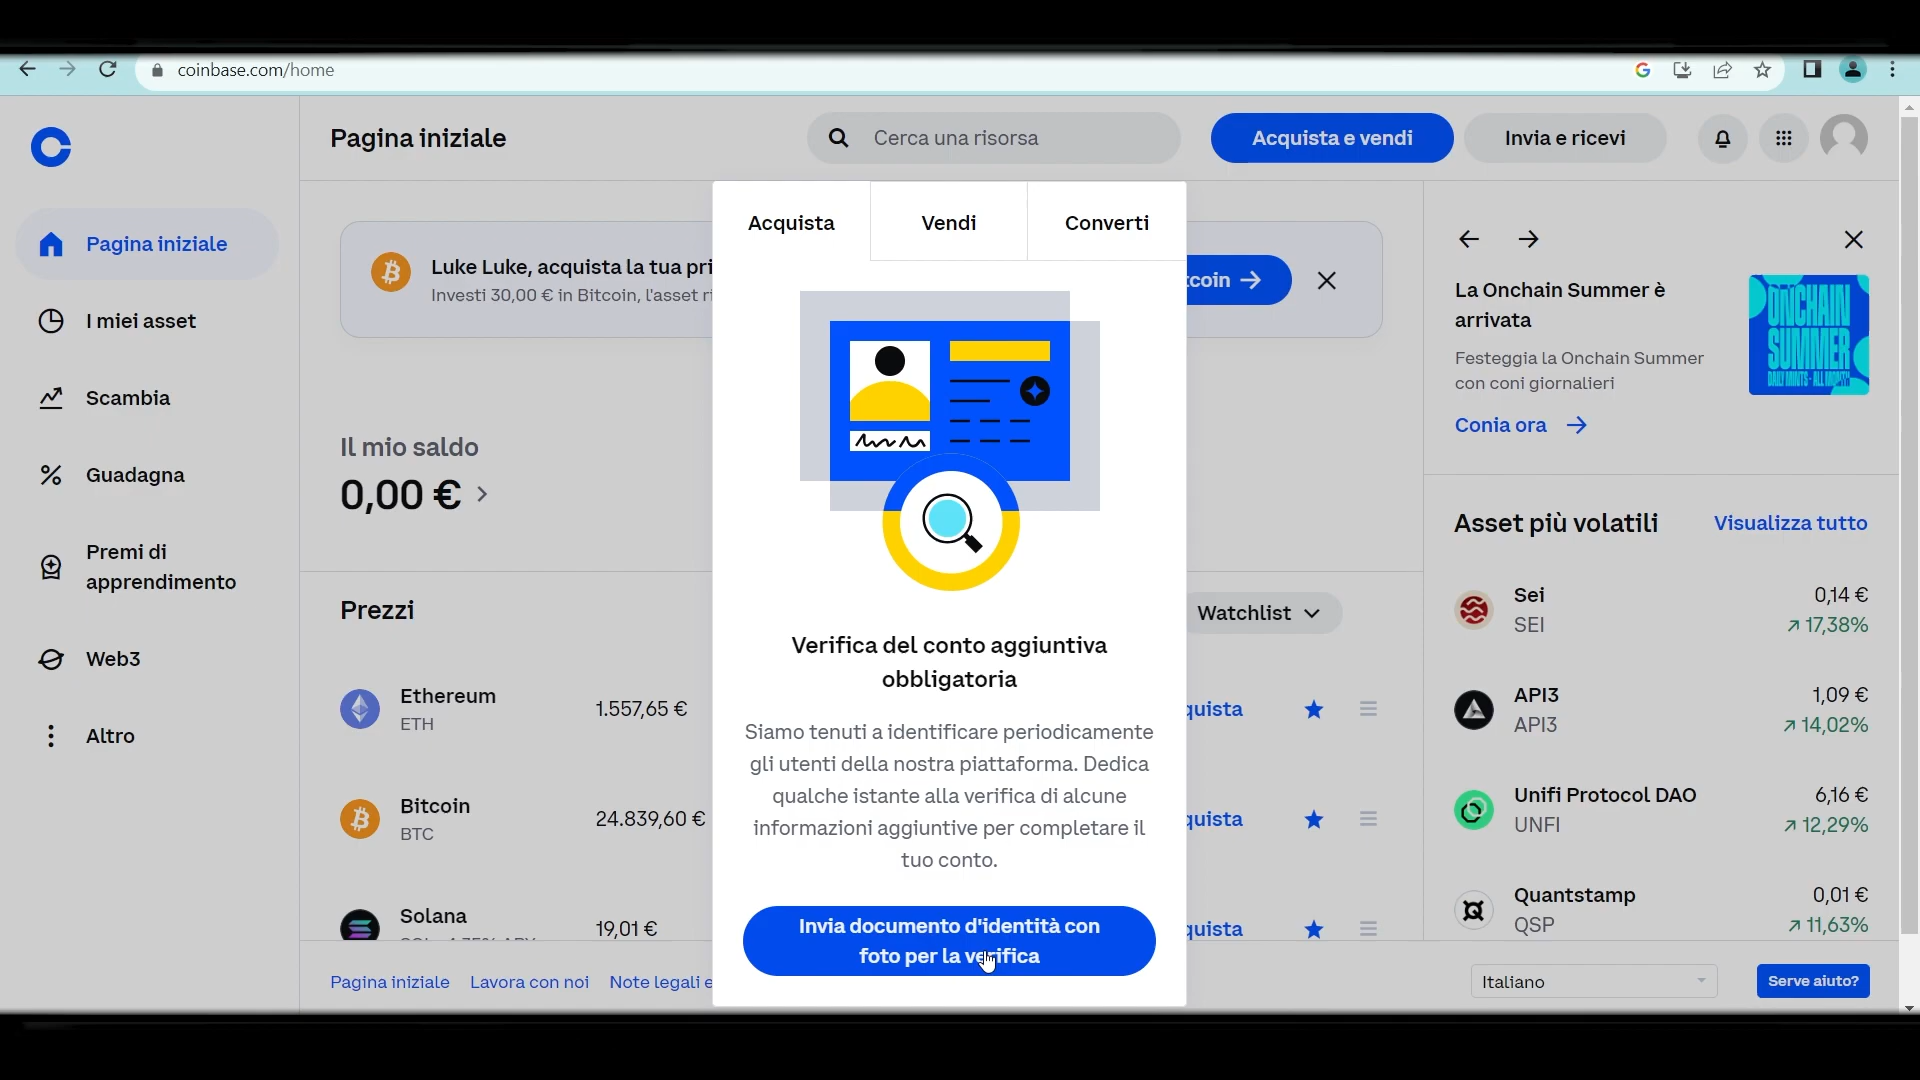 coinbase.com/home
Pagina iniziale
Cerca una risorsa
Acquista e vendi
Invia e ricevi
Pagina iniziale
I miei asset
Scambia
Guadagna
Premi di
apprendimento
Web3
Altro
Luke Luke, acquista la tua pri
Investi 30,00 € in Bitcoin, l'asset ri
tcoin
Il mio saldo
0,00 €
Prezzi
Watchlist
Ethereum
ETH
1.557,65 €
quista
Bitcoin
BTC
24.839,60 €
quista
Solana
19,01 €
quista
Acquista
Vendi
Converti
Verifica del conto aggiuntiva
obbligatoria
Siamo tenuti a identificare periodicamente
gli utenti della nostra piattaforma. Dedica
qualche istante alla verifica di alcune
informazioni aggiuntive per completare il
tuo conto.
Invia documento d'identità con
foto per la verifica
La Onchain Summer è
arrivata
Festeggia la Onchain Summer
con coni giornalieri
Conia ora
ONCHAIN
SUMMER
DAILY MINTS - ALL MONTH
Asset più volatili
Visualizza tutto
Sei
SEI
0,14 €
17,38%
API3
API3
1,09 €
14,02%
Unifi Protocol DAO
UNFI
6,16 €
12,29%
Quantstamp
QSP
0,01 €
11,63%
Pagina iniziale
Lavora con noi
Note legali e
Italiano
Serve aiuto?